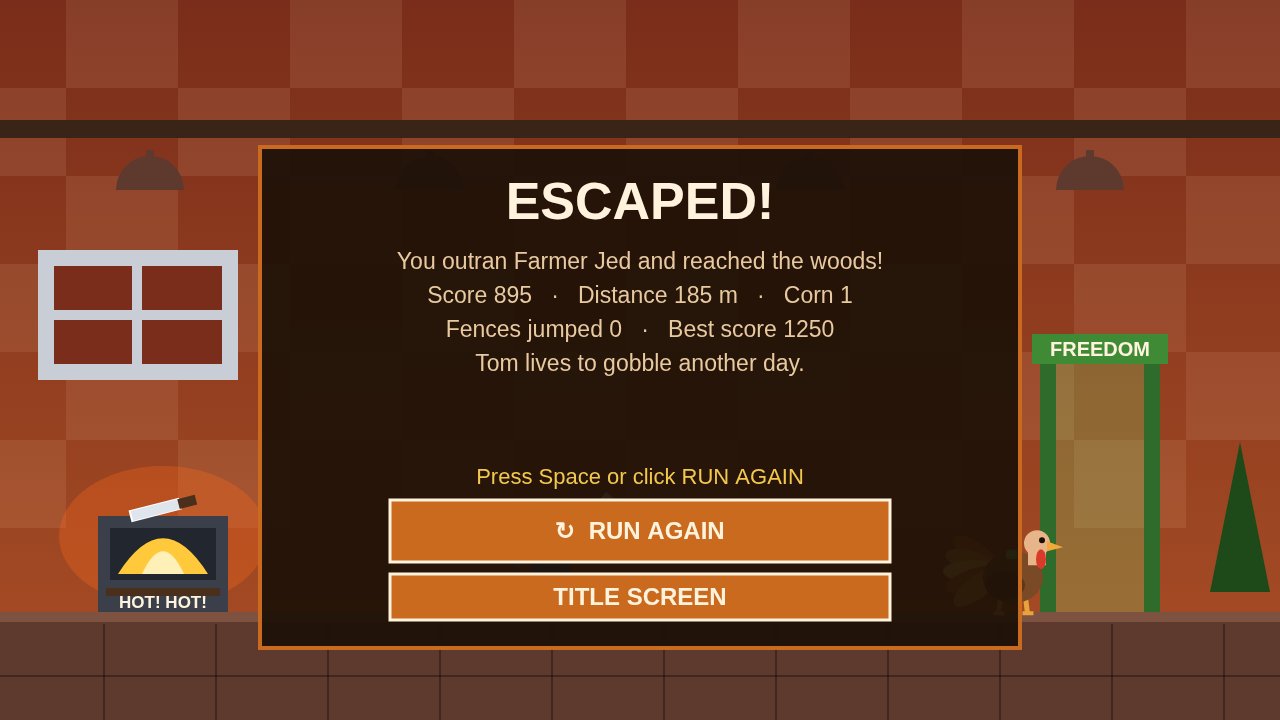 ESCAPED!
You outran Farmer Jed and reached the woods!
Score 895 · Distance 185 m · Corn 1
Fences jumped 0 · Best score 1250
Tom lives to gobble another day.
FREEDOM
Press Space or click RUN AGAIN
↻ RUN AGAIN
TITLE SCREEN
HOT! HOT!